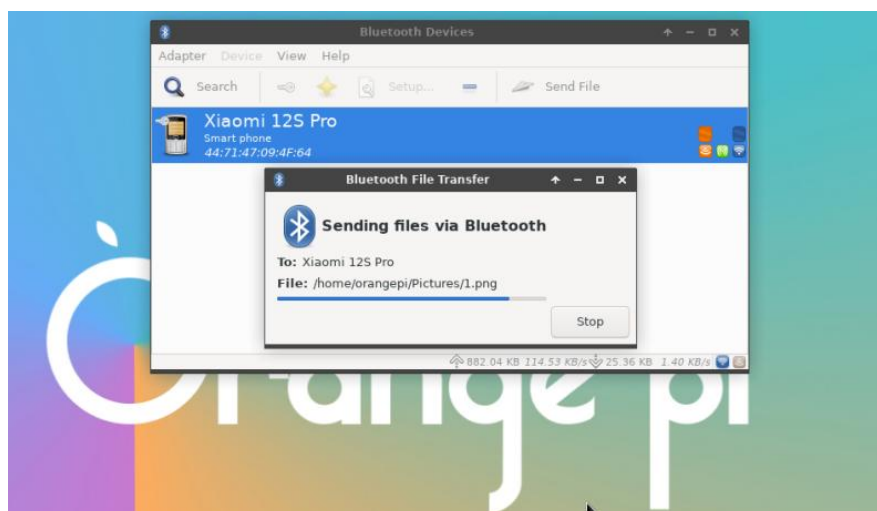 Bluetooth Devices
Adapter Device View Help
Search Setup... Send File
Xiaomi 12S Pro
Smart phone
44:71:47:09:4F:64
Bluetooth File Transfer
Sending files via Bluetooth
To: Xiaomi 12S Pro
File: /home/orangepi/Pictures/1.png
Stop
882.04 KB 114.53 KB/s 25.36 KB 1.40 KB/s
Orange pi